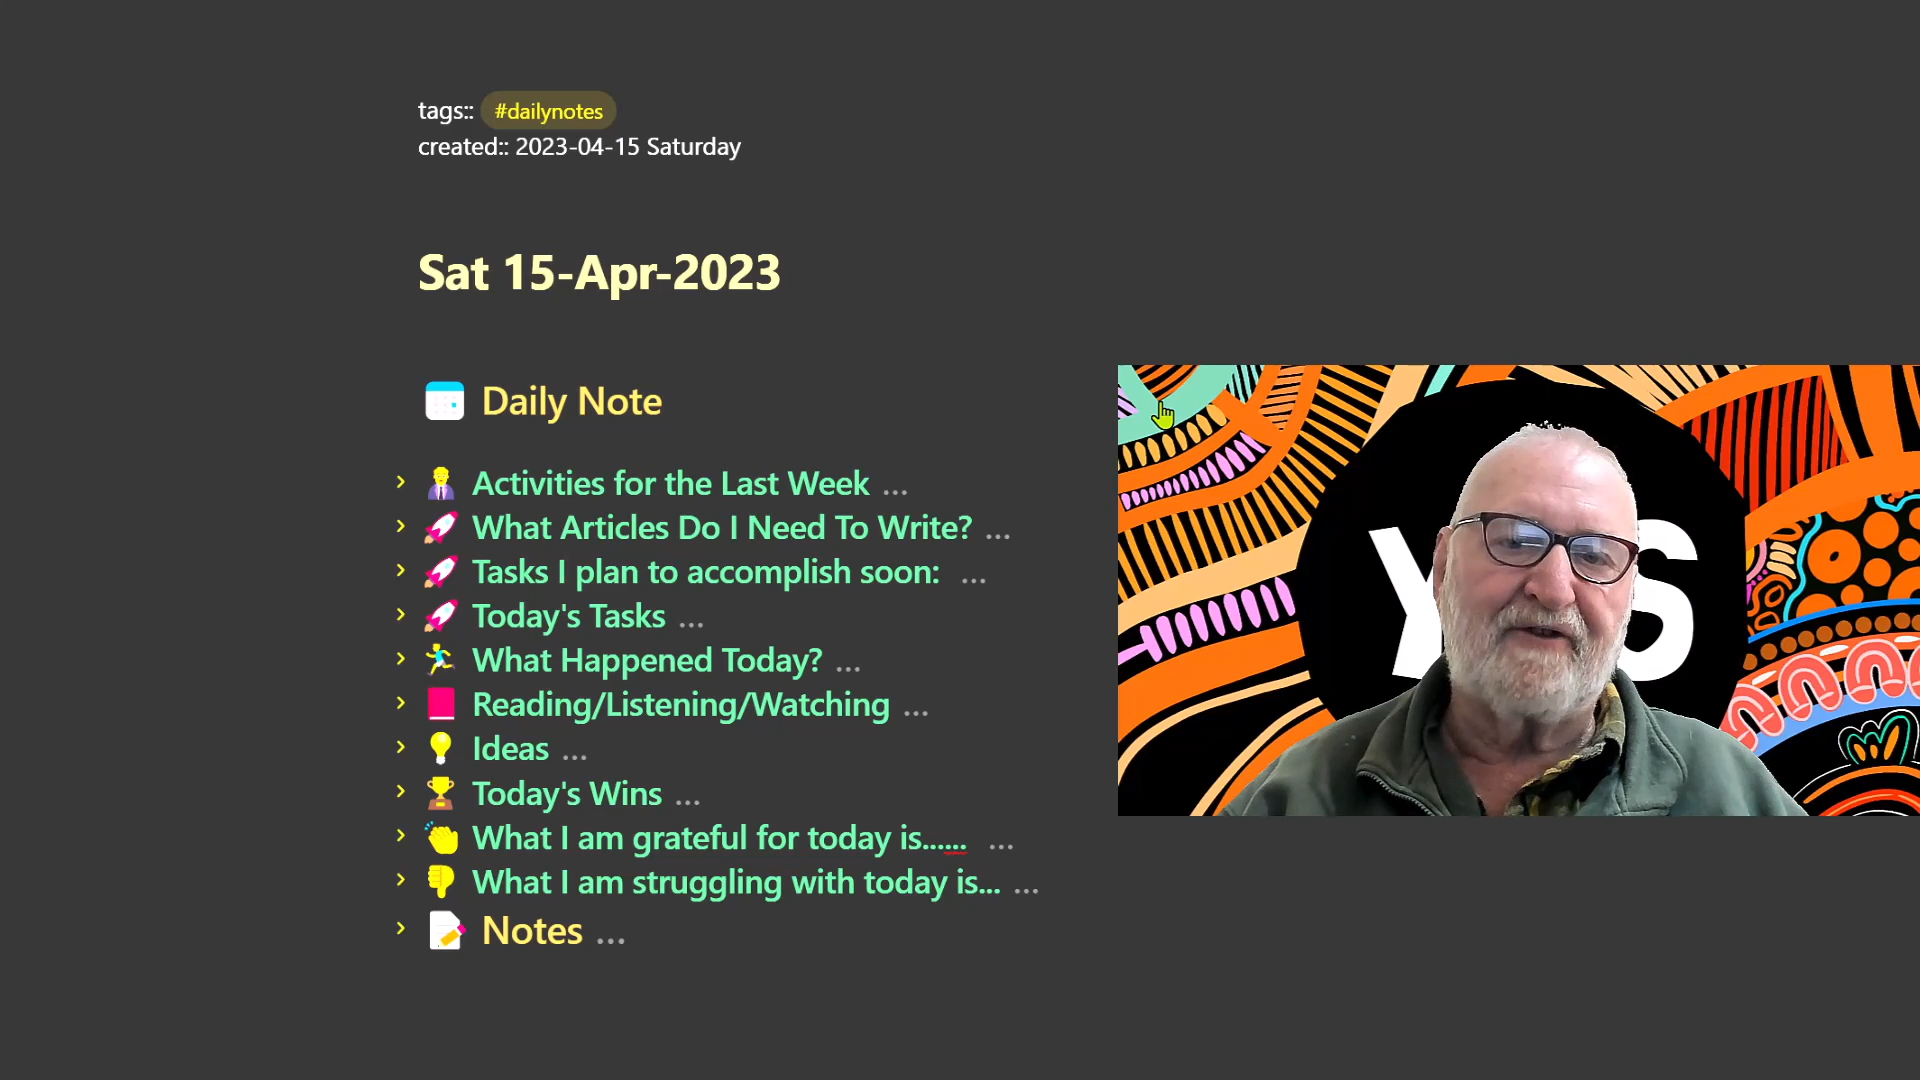 tags:: #dailynotes
created:: 2023-04-15 Saturday
Sat 15-Apr-2023
Daily Note
Activities for the Last Week ...
What Articles Do I Need To Write? ...
Tasks I plan to accomplish soon: ...
Today's Tasks ...
What Happened Today? ...
Reading/Listening/Watching ...
Ideas ...
Today's Wins ...
What I am grateful for today is...... ...
What I am struggling with today is... ...
Notes ...
Y S